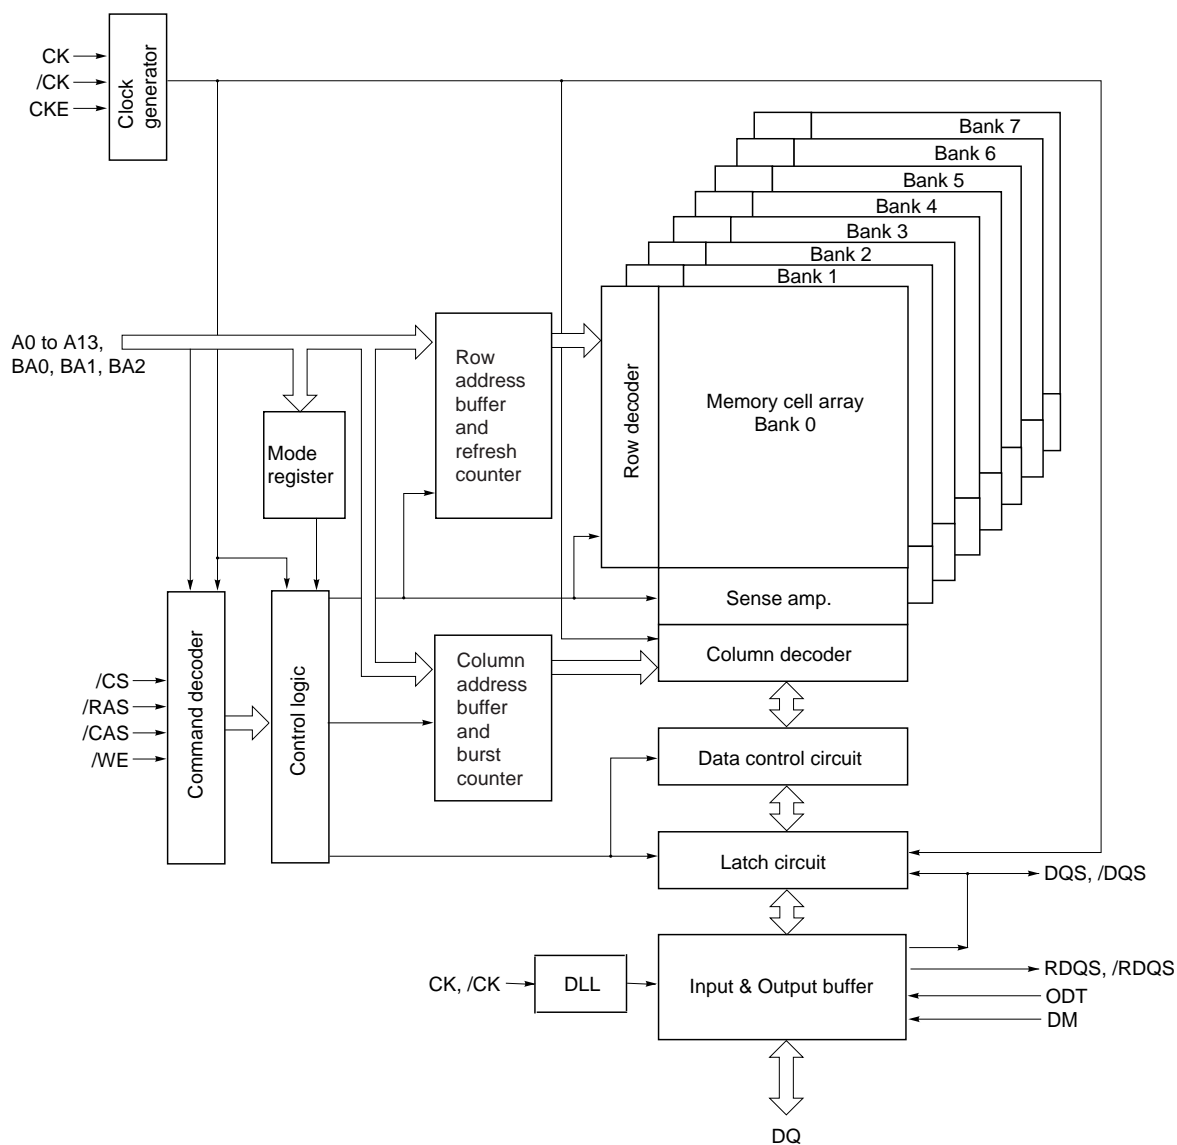 CK
/CK
CKE
Clock
generator
Bank 7
Bank 6
Bank 5
Bank 4
Bank 3
Bank 2
Bank 1
A0 to A13,
BA0, BA1, BA2
Mode
register
Row
address
buffer
and
refresh
counter
Row decoder
Memory cell array
Bank 0
Sense amp.
Column decoder
/CS
/RAS
/CAS
/WE
Command decoder
Control logic
Column
address
buffer
and
burst
counter
Data control circuit
Latch circuit
DQS, /DQS
CK, /CK
DLL
Input & Output buffer
RDQS, /RDQS
ODT
DM
DQ